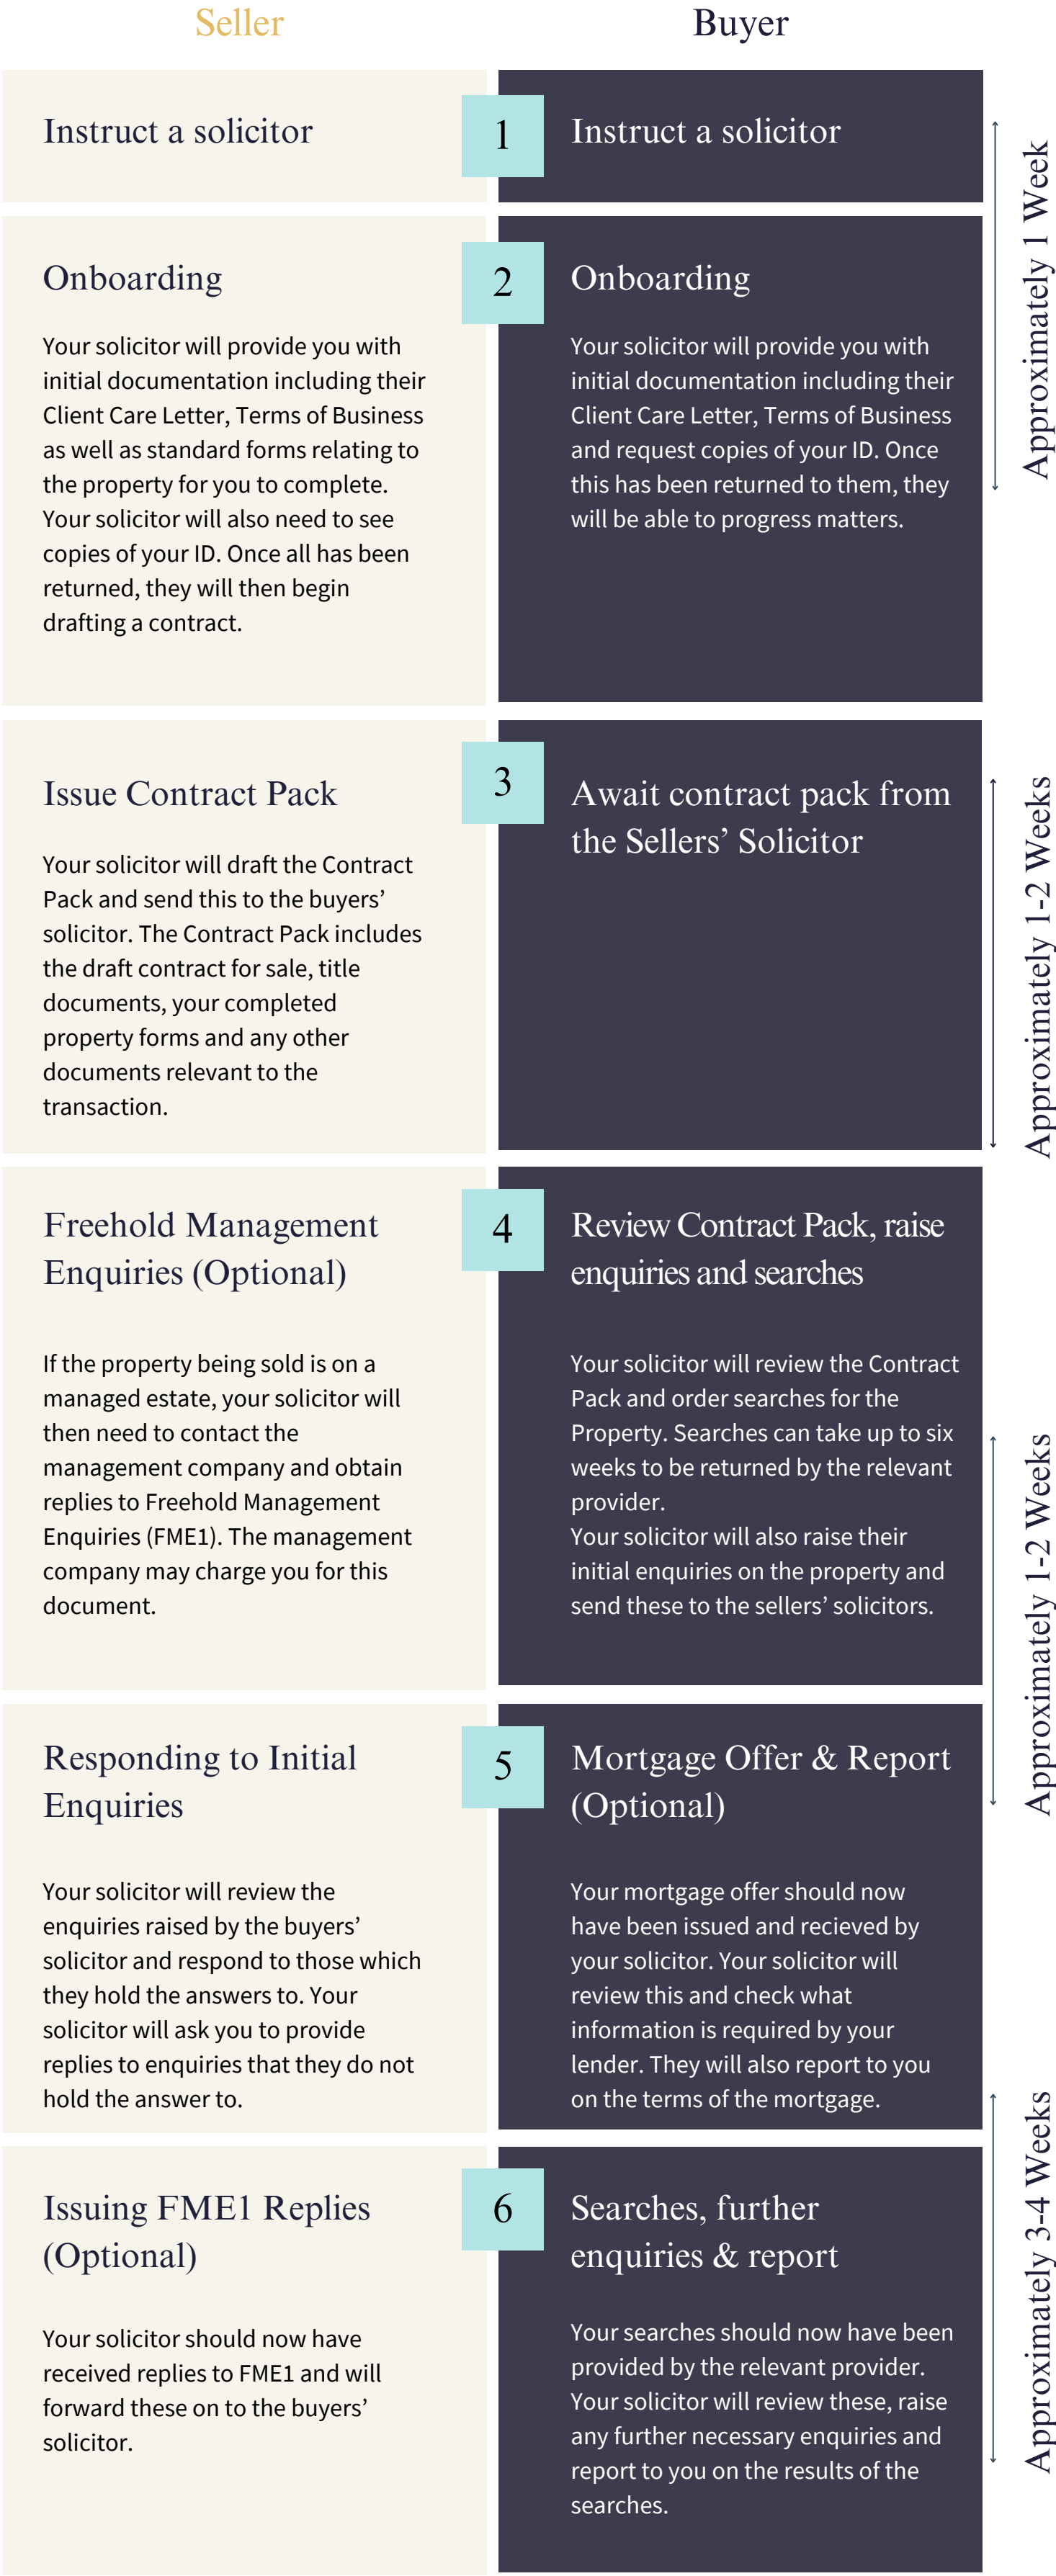 Seller
Buyer
Instruct a solicitor
1
Instruct a solicitor
Approximately 1 Week
Onboarding
Your solicitor will provide you with
initial documentation including their
Client Care Letter, Terms of Business
as well as standard forms relating to
the property for you to complete.
Your solicitor will also need to see
copies of your ID. Once all has been
returned, they will then begin
drafting a contract.
2
Onboarding
Your solicitor will provide you with
initial documentation including their
Client Care Letter, Terms of Business
and request copies of your ID. Once
this has been returned to them, they
will be able to progress matters.
Issue Contract Pack
Your solicitor will draft the Contract
Pack and send this to the buyers’
solicitor. The Contract Pack includes
the draft contract for sale, title
documents, your completed
property forms and any other
documents relevant to the
transaction.
3
Await contract pack from
the Sellers’ Solicitor
Approximately 1-2 Weeks
Freehold Management
Enquiries (Optional)
If the property being sold is on a
managed estate, your solicitor will
then need to contact the
management company and obtain
replies to Freehold Management
Enquiries (FME1). The management
company may charge you for this
document.
4
Review Contract Pack, raise
enquiries and searches
Your solicitor will review the Contract
Pack and order searches for the
Property. Searches can take up to six
weeks to be returned by the relevant
provider.
Your solicitor will also raise their
initial enquiries on the property and
send these to the sellers’ solicitors.
Approximately 1-2 Weeks
Responding to Initial
Enquiries
Your solicitor will review the
enquiries raised by the buyers’
solicitor and respond to those which
they hold the answers to. Your
solicitor will ask you to provide
replies to enquiries that they do not
hold the answer to.
5
Mortgage Offer & Report
(Optional)
Your mortgage offer should now
have been issued and recieved by
your solicitor. Your solicitor will
review this and check what
information is required by your
lender. They will also report to you
on the terms of the mortgage.
Issuing FME1 Replies
(Optional)
Your solicitor should now have
received replies to FME1 and will
forward these on to the buyers’
solicitor.
6
Searches, further
enquiries & report
Your searches should now have been
provided by the relevant provider.
Your solicitor will review these, raise
any further necessary enquiries and
report to you on the results of the
searches.
Approximately 3-4 Weeks